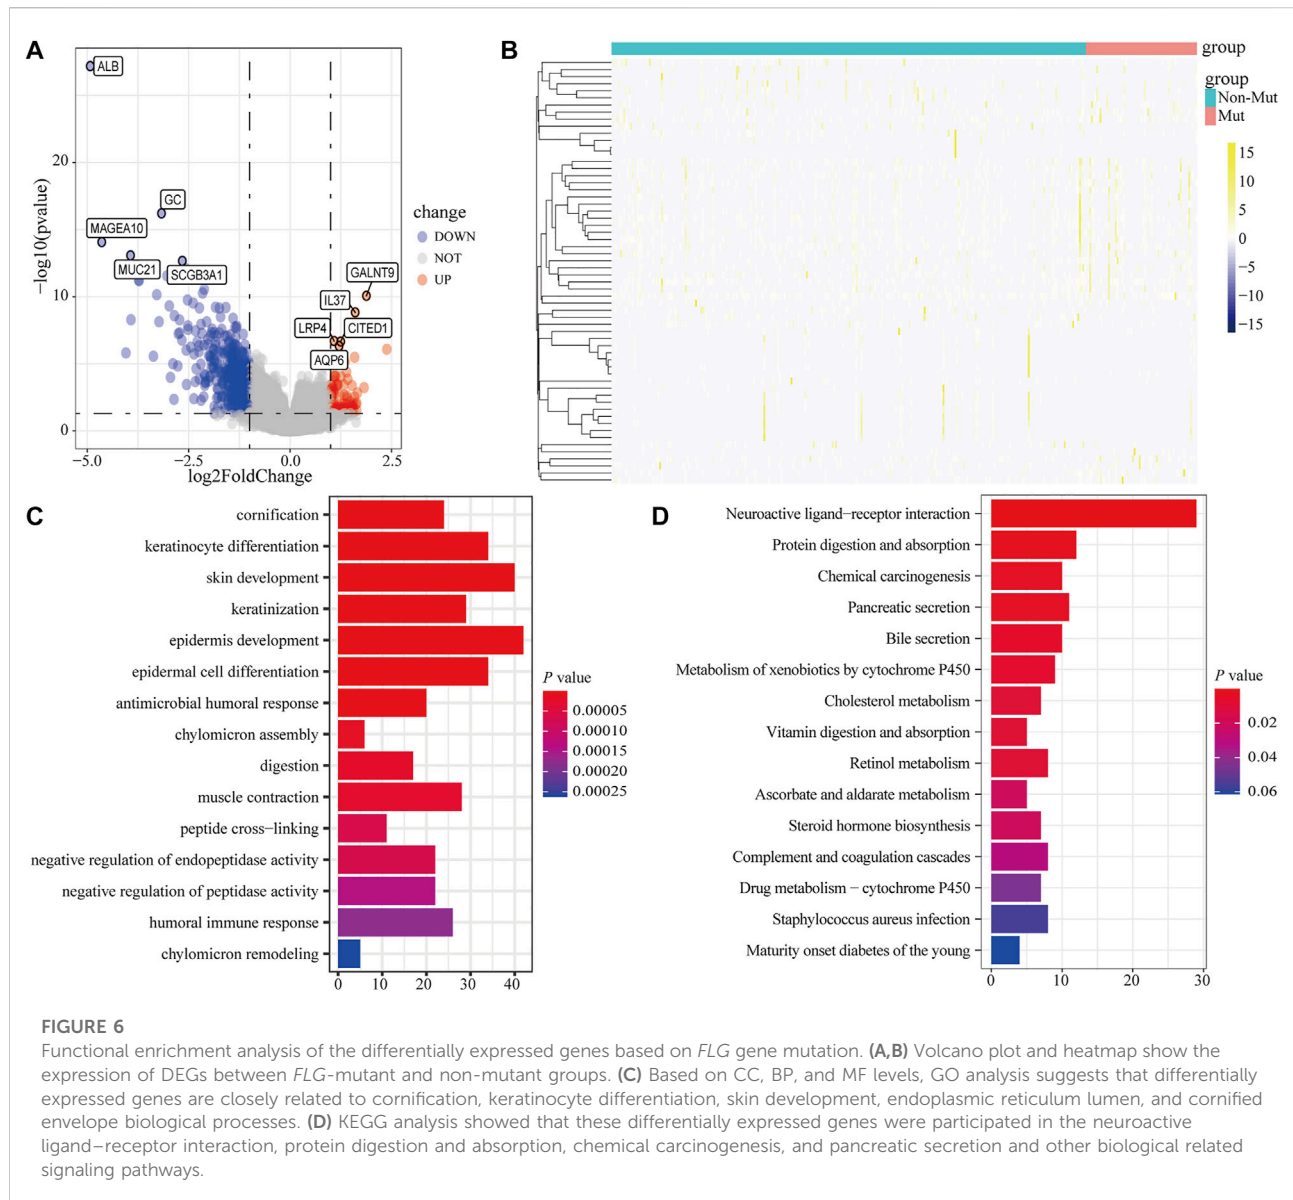 A
ALB
GC
MAGEA10
MUC21
SCGB3A1
GALNT9
IL37
LRP4
CITED1
AQP6
−log10(pvalue)
20
10
0
−5.0
−2.5
0.0
2.5
log2FoldChange
change
DOWN
NOT
UP
B
group
group
Non-Mut
Mut
15
10
5
0
−5
−10
−15
C
cornification
keratinocyte differentiation
skin development
keratinization
epidermis development
epidermal cell differentiation
antimicrobial humoral response
chylomicron assembly
digestion
muscle contraction
peptide cross−linking
negative regulation of endopeptidase activity
negative regulation of peptidase activity
humoral immune response
chylomicron remodeling
0
10
20
30
40
P value
0.00005
0.00010
0.00015
0.00020
0.00025
D
Neuroactive ligand−receptor interaction
Protein digestion and absorption
Chemical carcinogenesis
Pancreatic secretion
Bile secretion
Metabolism of xenobiotics by cytochrome P450
Cholesterol metabolism
Vitamin digestion and absorption
Retinol metabolism
Ascorbate and aldarate metabolism
Steroid hormone biosynthesis
Complement and coagulation cascades
Drug metabolism − cytochrome P450
Staphylococcus aureus infection
Maturity onset diabetes of the young
0
10
20
30
P value
0.02
0.04
0.06
FIGURE 6
Functional enrichment analysis of the differentially expressed genes based on FLG gene mutation. (A,B) Volcano plot and heatmap show the
expression of DEGs between FLG-mutant and non-mutant groups. (C) Based on CC, BP, and MF levels, GO analysis suggests that differentially
expressed genes are closely related to cornification, keratinocyte differentiation, skin development, endoplasmic reticulum lumen, and cornified
envelope biological processes. (D) KEGG analysis showed that these differentially expressed genes were participated in the neuroactive
ligand–receptor interaction, protein digestion and absorption, chemical carcinogenesis, and pancreatic secretion and other biological related
signaling pathways.